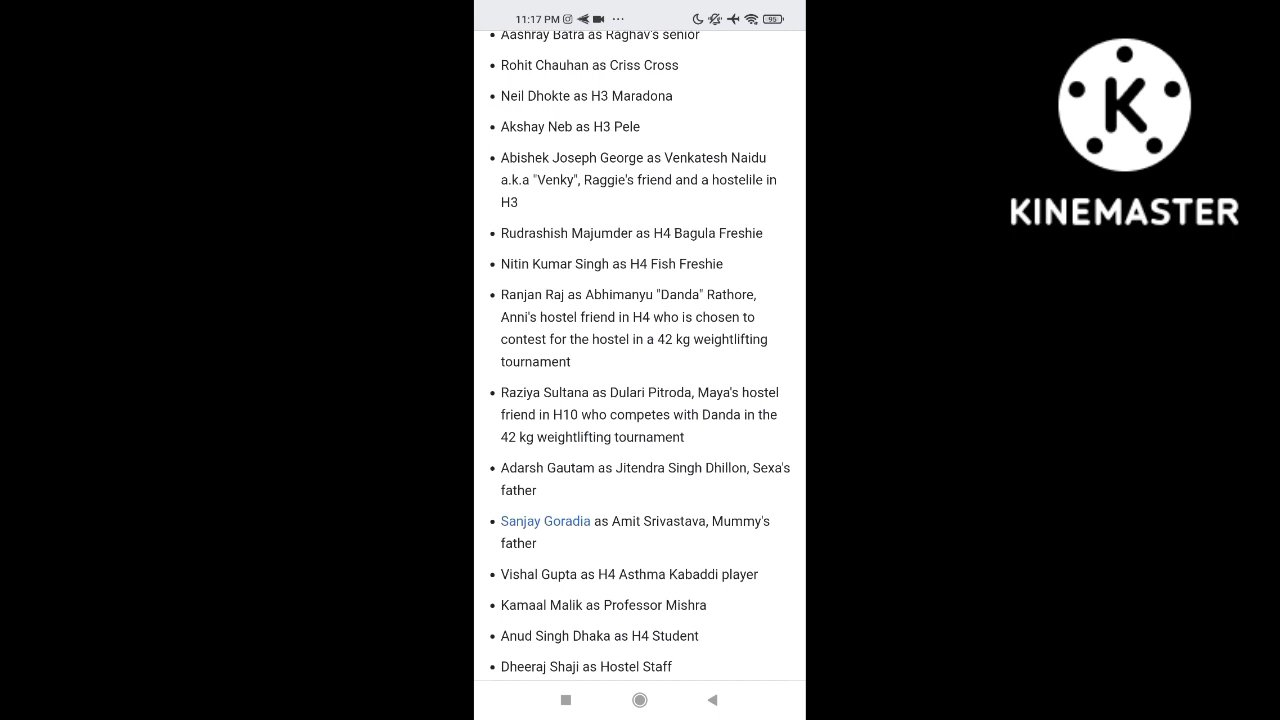 11:17 PM
95
Aashray Batra as Raghav's senior
Rohit Chauhan as Criss Cross
Neil Dhokte as H3 Maradona
Akshay Neb as H3 Pele
Abishek Joseph George as Venkatesh Naidu
a.k.a "Venky", Raggie's friend and a hostelile in
H3
Rudrashish Majumder as H4 Bagula Freshie
Nitin Kumar Singh as H4 Fish Freshie
Ranjan Raj as Abhimanyu "Danda" Rathore,
Anni's hostel friend in H4 who is chosen to
contest for the hostel in a 42 kg weightlifting
tournament
Raziya Sultana as Dulari Pitroda, Maya's hostel
friend in H10 who competes with Danda in the
42 kg weightlifting tournament
Adarsh Gautam as Jitendra Singh Dhillon, Sexa's
father
Sanjay Goradia as Amit Srivastava, Mummy's
father
Vishal Gupta as H4 Asthma Kabaddi player
Kamaal Malik as Professor Mishra
Anud Singh Dhaka as H4 Student
Dheeraj Shaji as Hostel Staff
K
KINEMASTER